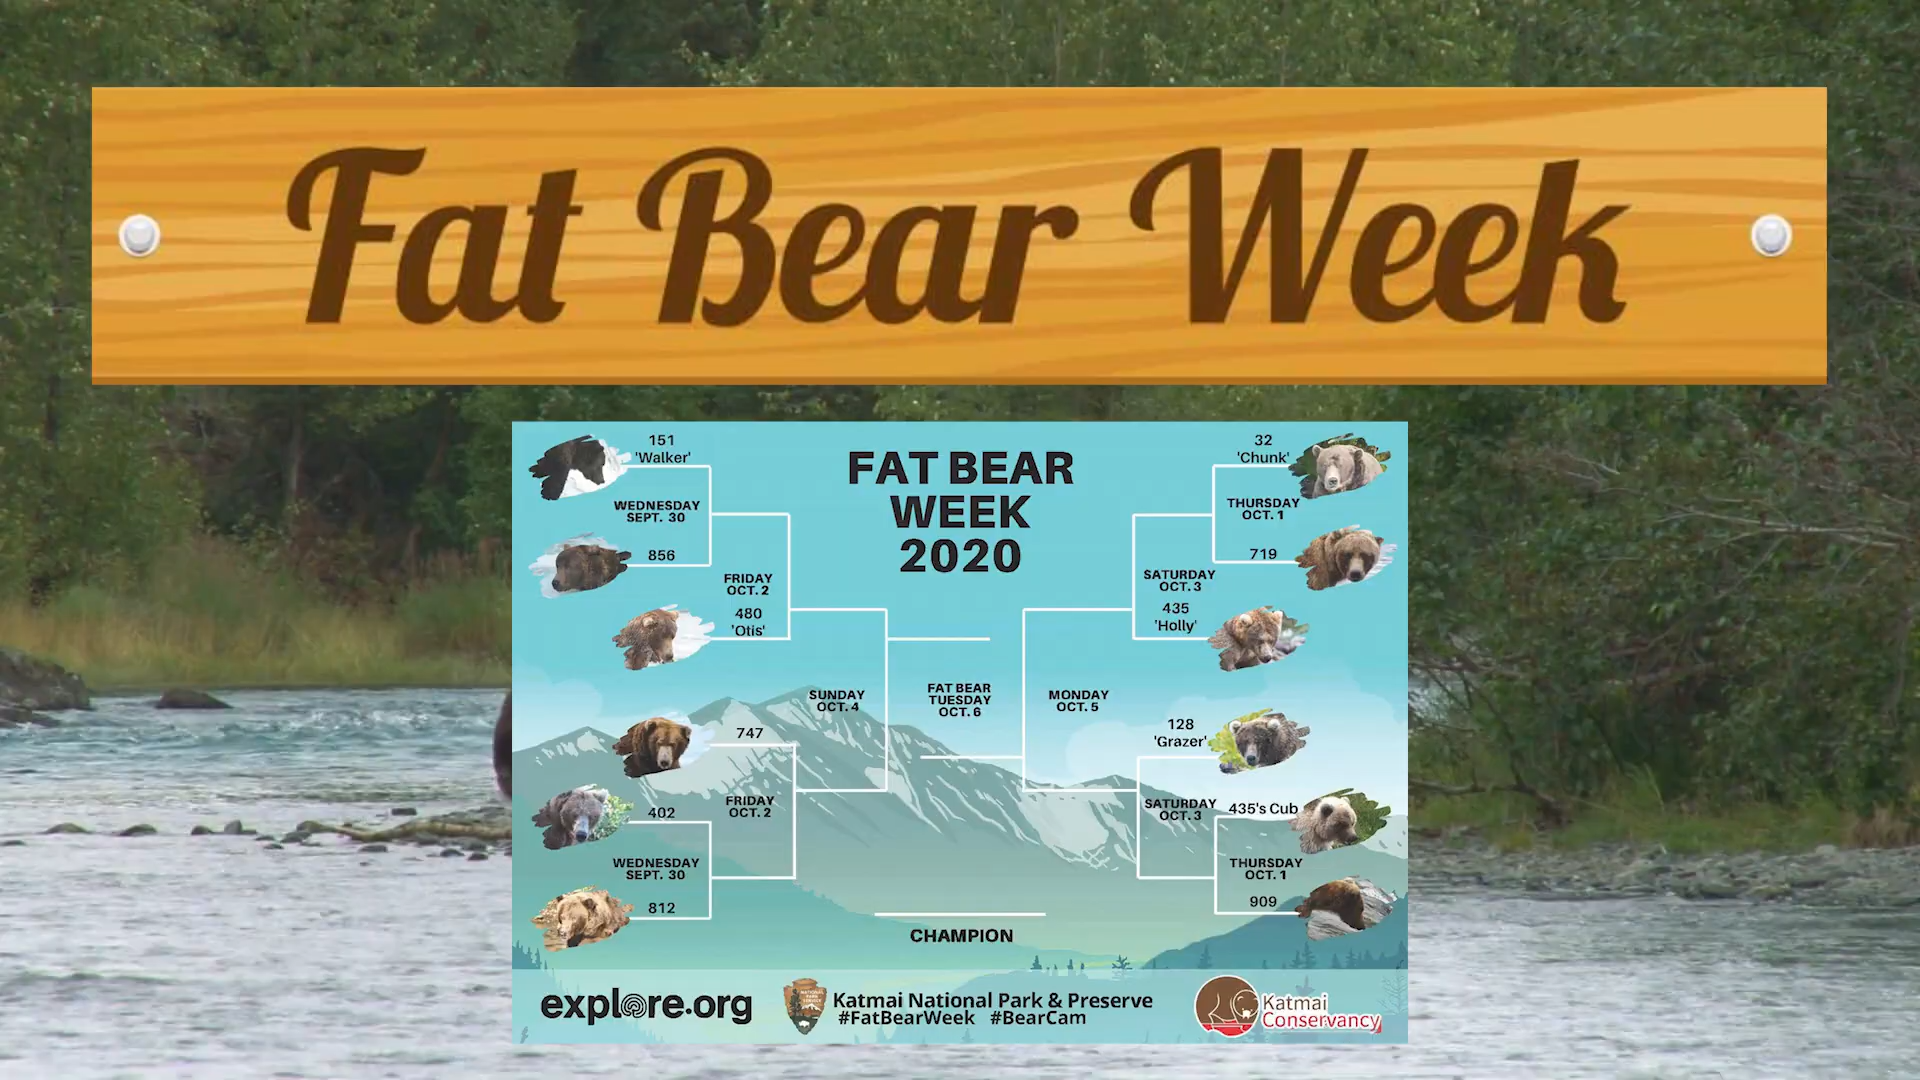 Fat Bear Week
FAT BEAR
WEEK
2020
151
'Walker'
WEDNESDAY
SEPT. 30
856
FRIDAY
OCT. 2
480
'Otis'
SUNDAY
OCT. 4
747
402
FRIDAY
OCT. 2
WEDNESDAY
SEPT. 30
812
FAT BEAR
TUESDAY
OCT. 6
32
'Chunk'
THURSDAY
OCT. 1
719
SATURDAY
OCT. 3
435
'Holly'
MONDAY
OCT. 5
128
'Grazer'
SATURDAY
OCT. 3
435's Cub
THURSDAY
OCT. 1
909
CHAMPION
explore.org
NATIONAL
PARK
SERVICE
Katmai National Park & Preserve
#FatBearWeek #BearCam
Katmai
Conservancy